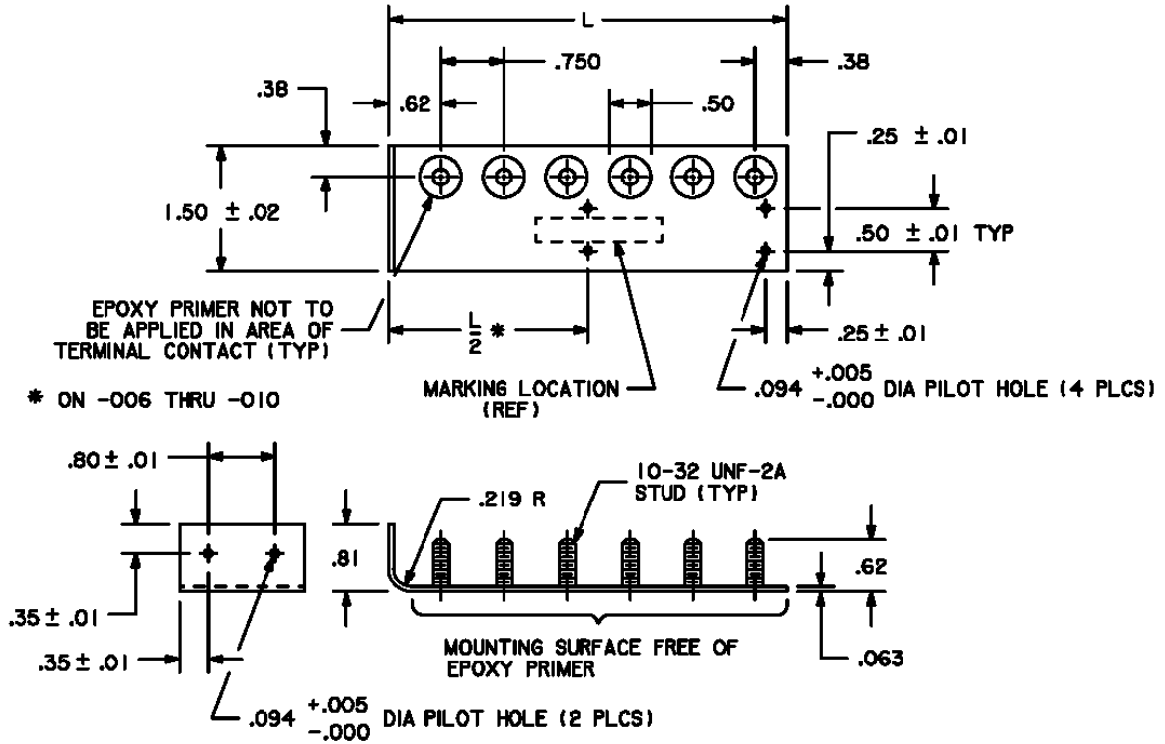 L
.750
.38
.38
.62
.50
.25 ± .01
1.50 ± .02
.50 ± .01 TYP
EPOXY PRIMER NOT TO
BE APPLIED IN AREA OF
TERMINAL CONTACT (TYP)
L
2
*
.25 ± .01
* ON -006 THRU -010
MARKING LOCATION
(REF)
.094 +.005 -.000 DIA PILOT HOLE (4 PLCS)
.80 ± .01
.219 R
10-32 UNF-2A
STUD (TYP)
.81
.62
.35 ± .01
.35 ± .01
MOUNTING SURFACE FREE OF
EPOXY PRIMER
.063
.094 +.005 -.000 DIA PILOT HOLE (2 PLCS)